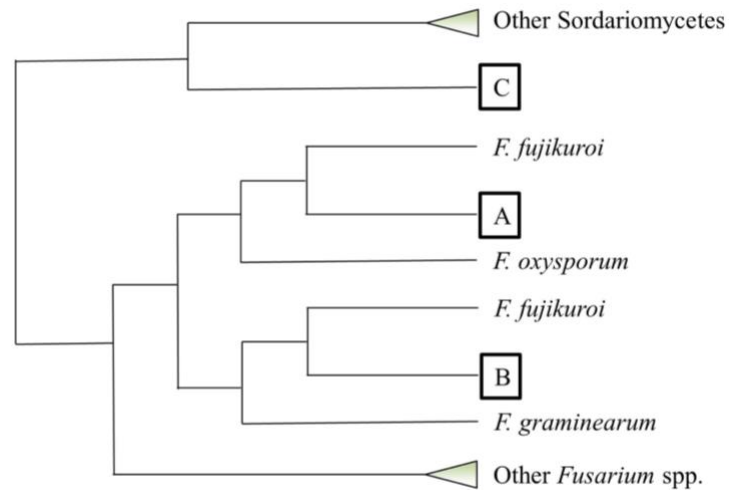 Other Sordariomycetes
C
F. fujikuroi
A
F. oxysporum
F. fujikuroi
B
F. graminearum
Other Fusarium spp.